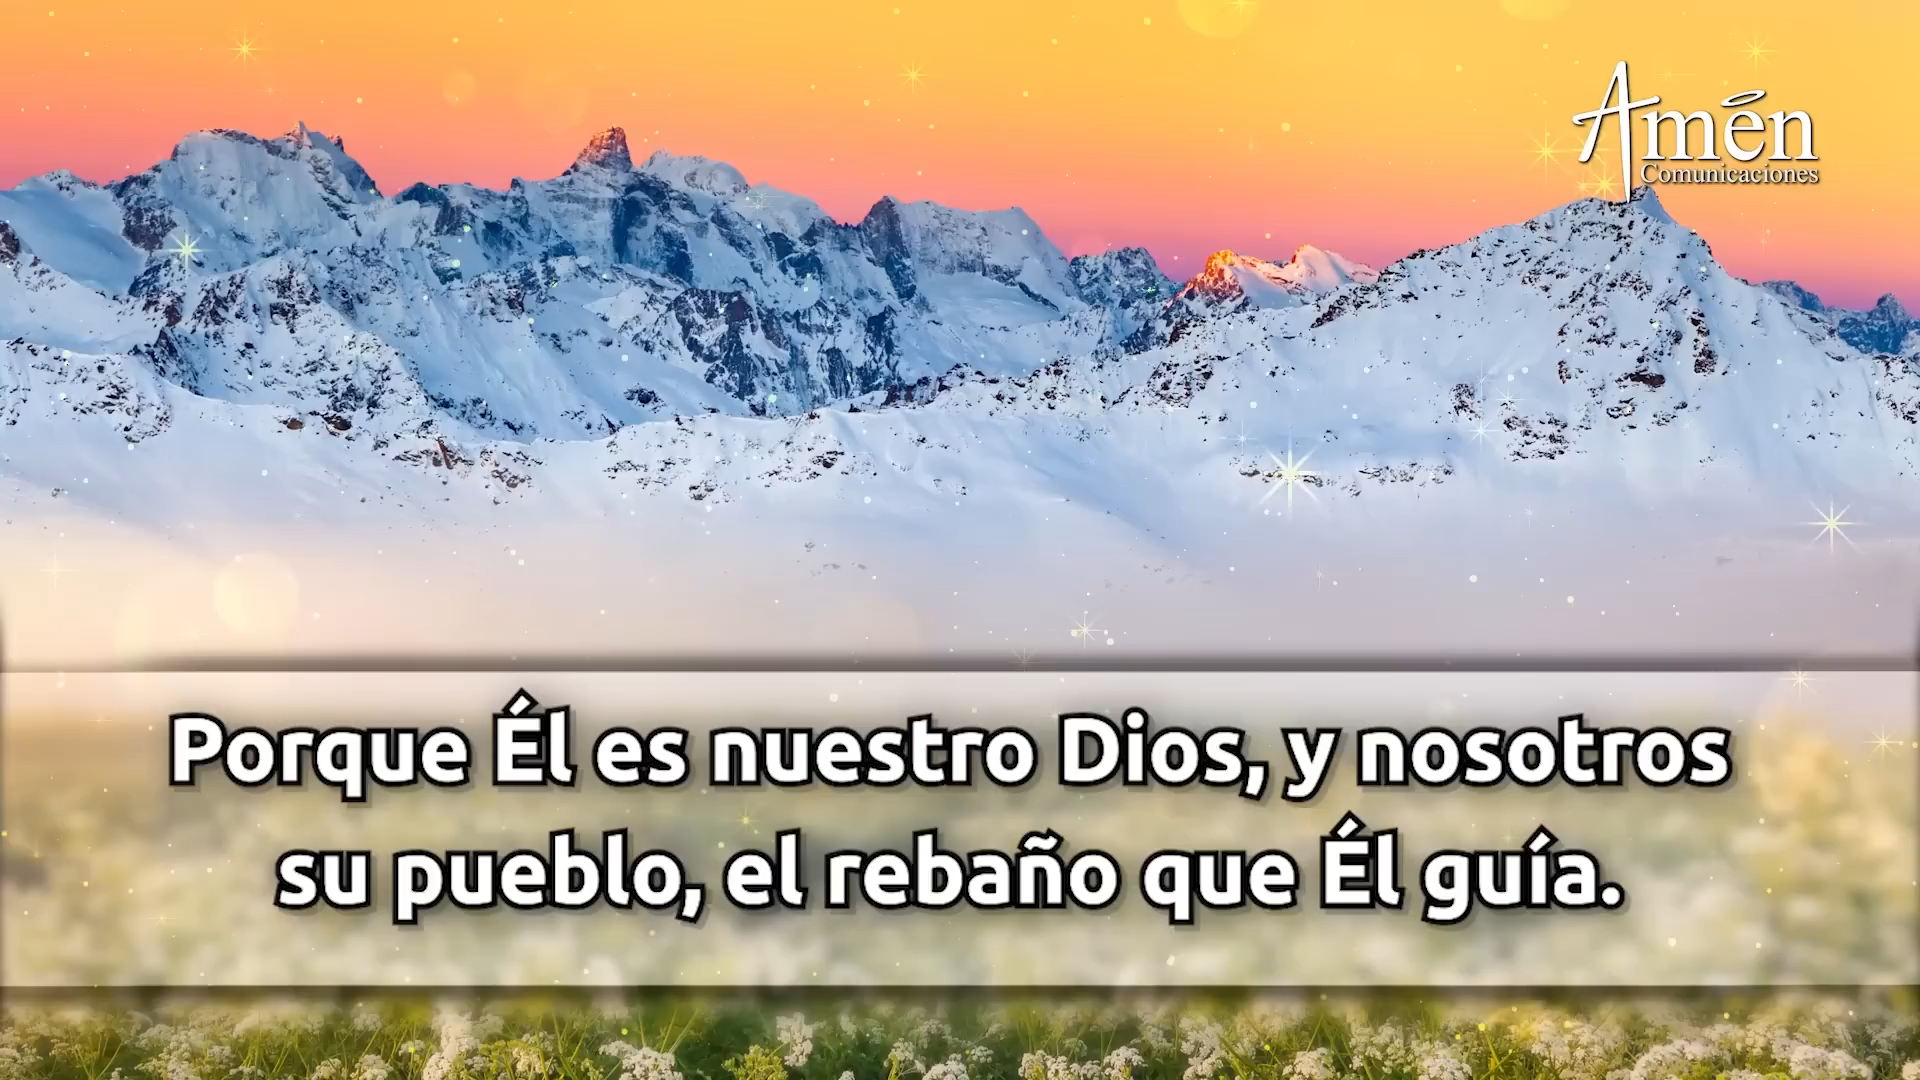 Amén
Comunicaciones
Porque Él es nuestro Dios, y nosotros
su pueblo, el rebaño que Él guía.